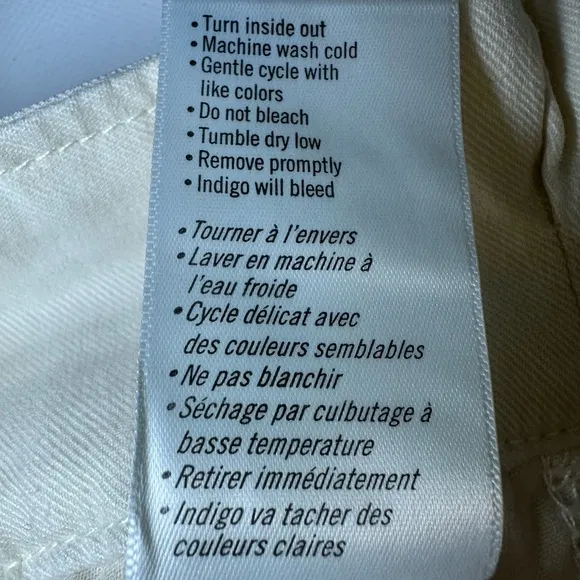 • Turn inside out
• Machine wash cold
• Gentle cycle with
like colors
• Do not bleach
• Tumble dry low
• Remove promptly
• Indigo will bleed
• Tourner à l'envers
• Laver en machine à
l'eau froide
• Cycle délicat avec
des couleurs semblables
• Ne pas blanchir
• Séchage par culbutage à
basse temperature
• Retirer immédiatement
• Indigo va tacher des
couleurs claires